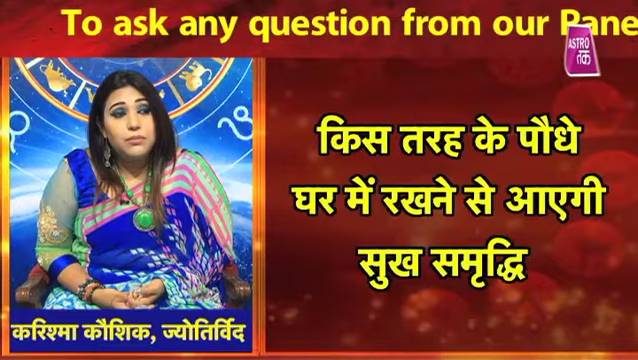 To ask any question from our Pane
ASTRO
तक
किस तरह के पौधे
घर में रखने से आएगी
सुख समृद्धि
करिश्मा कौशिक, ज्योतिर्विद